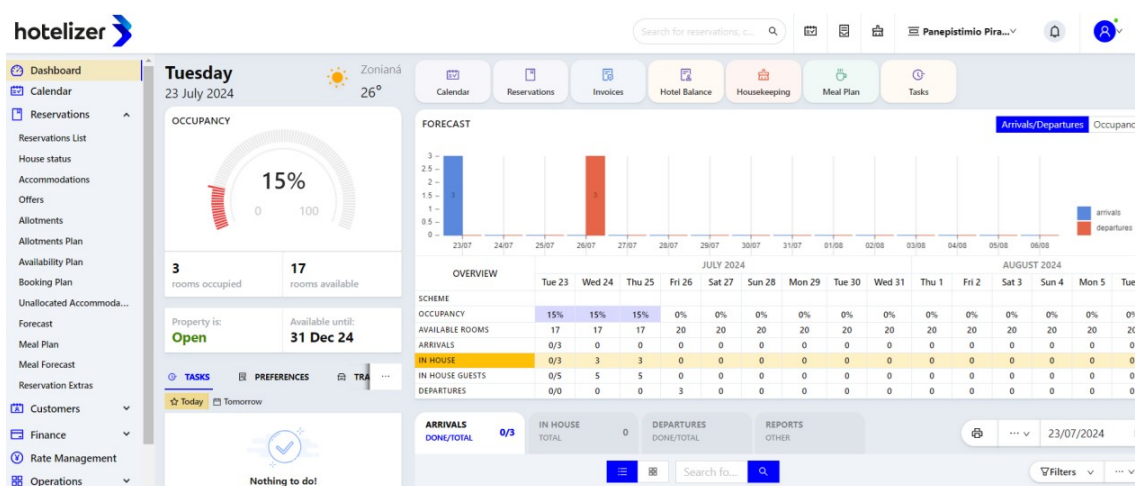 hotelizer
Search for reservations, c...
Panepistimio Pira...
Dashboard
Calendar
Reservations
Reservations List
House status
Accommodations
Offers
Allotments
Allotments Plan
Availability Plan
Booking Plan
Unallocated Accommoda...
Forecast
Meal Plan
Meal Forecast
Reservation Extras
Customers
Finance
Rate Management
Operations
Tuesday
23 July 2024
Zonianá
26°
OCCUPANCY
15%
0 100
3 17
rooms occupied rooms available
Property is: Available until:
Open 31 Dec 24
TASKS PREFERENCES TRA ...
Today Tomorrow
Nothing to do!
Calendar Reservations Invoices Hotel Balance Housekeeping Meal Plan Tasks
FORECAST
Arrivals/Departures Occupanc
3
2.5
2
1.5
1
0.5
0
3 3
23/07 24/07 25/07 26/07 27/07 28/07 29/07 30/07 31/07 01/08 02/08 03/08 04/08 05/08 06/08
arrivals
departures
OVERVIEW JULY 2024 AUGUST 2024
Tue 23 Wed 24 Thu 25 Fri 26 Sat 27 Sun 28 Mon 29 Tue 30 Wed 31 Thu 1 Fri 2 Sat 3 Sun 4 Mon 5 Tue
SCHEME
OCCUPANCY 15% 15% 15% 0% 0% 0% 0% 0% 0% 0% 0% 0% 0% 0% 0%
AVAILABLE ROOMS 17 17 17 20 20 20 20 20 20 20 20 20 20 20 20
ARRIVALS 0/3 0 0 0 0 0 0 0 0 0 0 0 0 0 0
IN HOUSE 0/3 3 3 0 0 0 0 0 0 0 0 0 0 0 0
IN HOUSE GUESTS 0/5 5 5 0 0 0 0 0 0 0 0 0 0 0 0
DEPARTURES 0/0 0 0 3 0 0 0 0 0 0 0 0 0 0 0
ARRIVALS IN HOUSE DEPARTURES REPORTS
DONE/TOTAL 0/3 TOTAL 0 DONE/TOTAL OTHER
... 23/07/2024
Search fo...
Filters ...